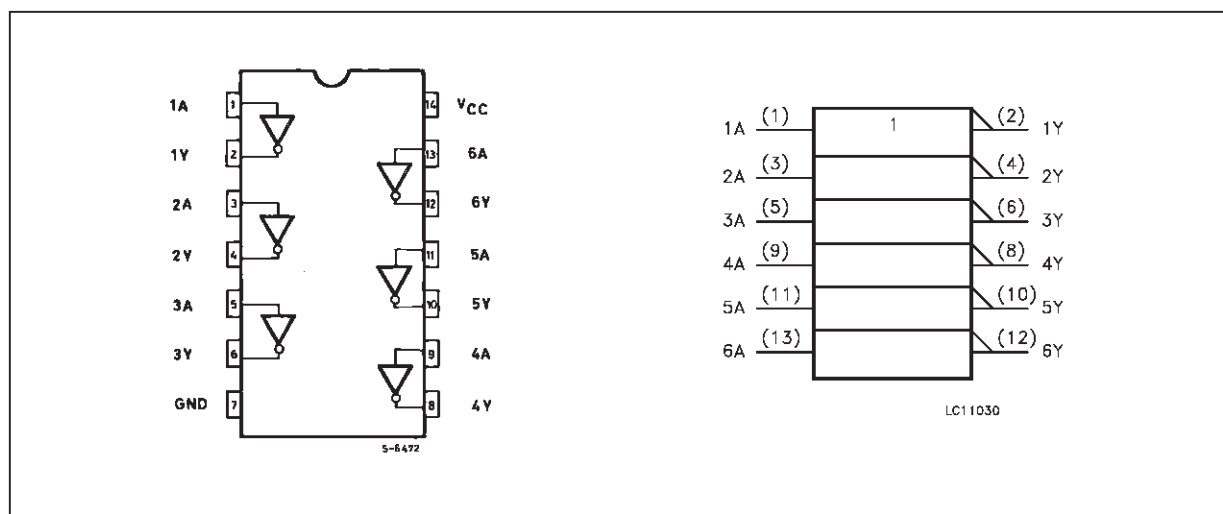 1A 1 14 VCC
1Y 2 13 6A
2A 3 12 6Y
2Y 4 11 5A
3A 5 10 5Y
3Y 6 9 4A
GND 7 8 4Y
S-6472
1A (1) 1 (2) 1Y
2A (3) (4) 2Y
3A (5) (6) 3Y
4A (9) (8) 4Y
5A (11) (10) 5Y
6A (13) (12) 6Y
LC11030